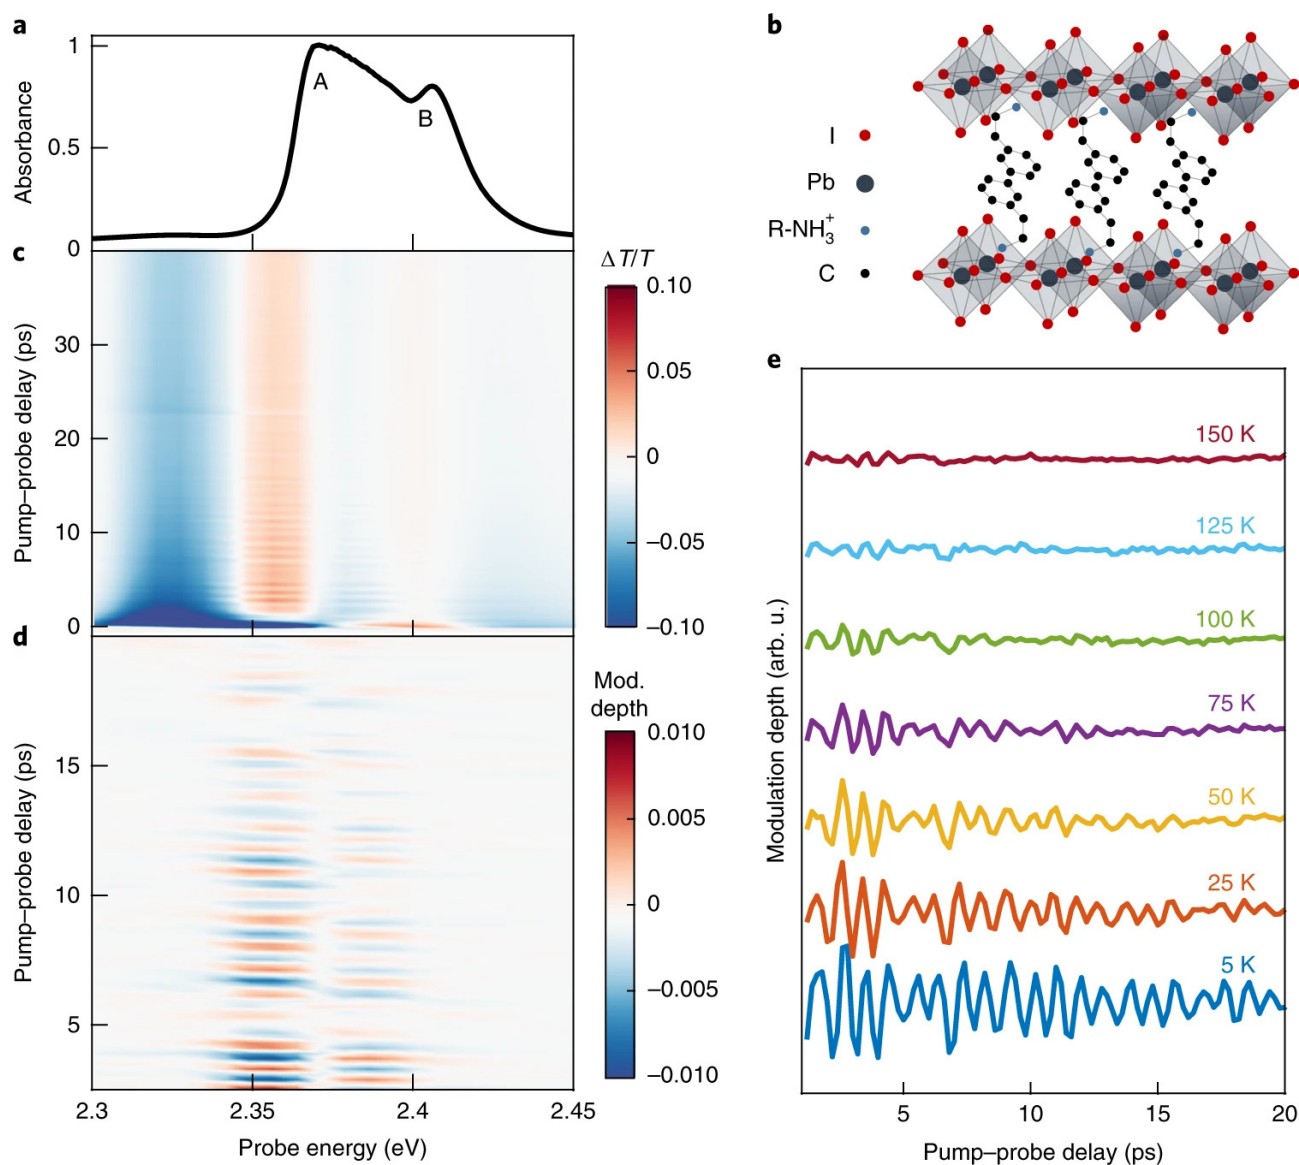 a
1
0.5
0
Absorbance
A
B
b
I
Pb
R-NH3+
C
c
30
20
10
0
Pump–probe delay (ps)
ΔT/T
0.10
0.05
0
−0.05
−0.10
d
15
10
5
Pump–probe delay (ps)
2.3
2.35
2.4
2.45
Probe energy (eV)
Mod.
depth
0.010
0.005
0
−0.005
−0.010
e
Modulation depth (arb. u.)
150 K
125 K
100 K
75 K
50 K
25 K
5 K
5
10
15
20
Pump–probe delay (ps)